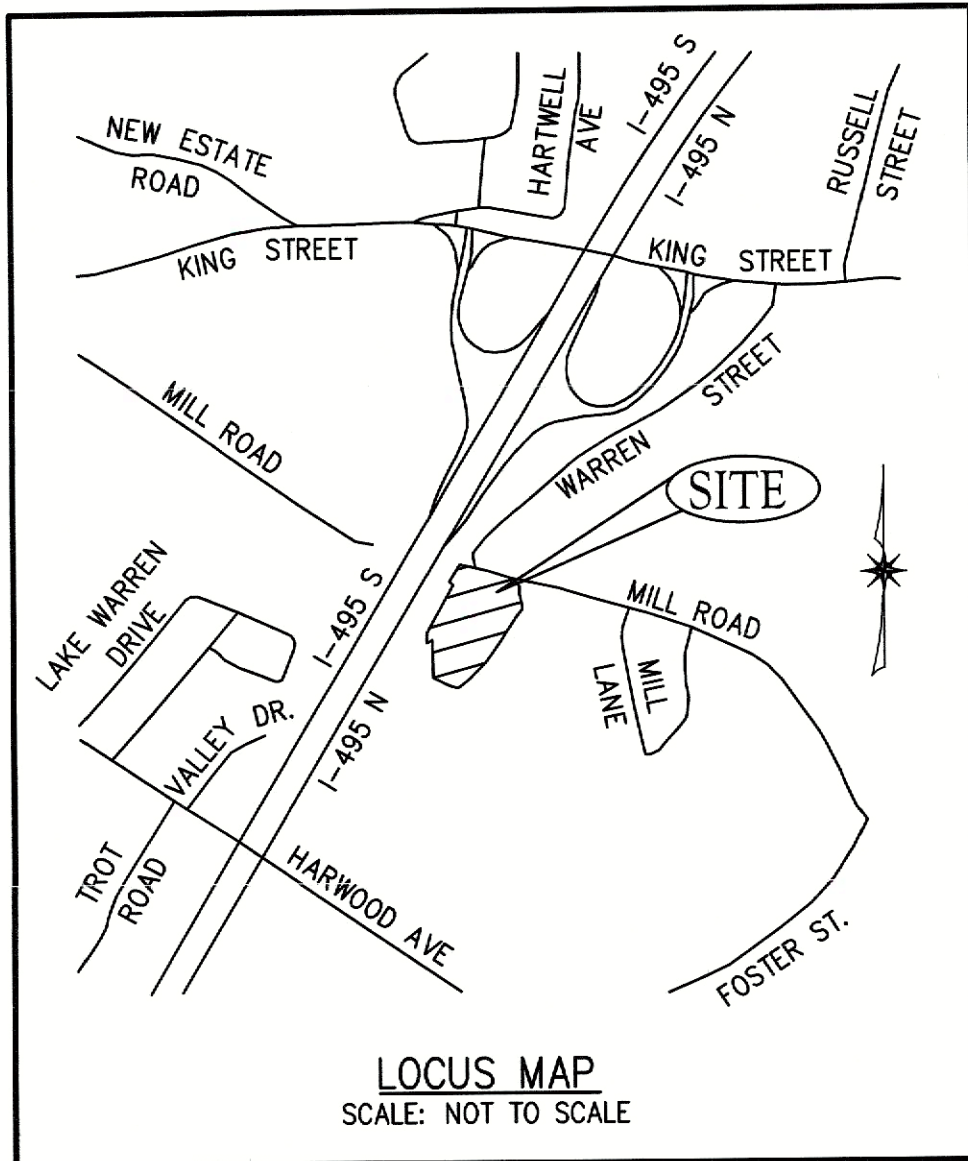 I-495 S
I-495 N
HARTWELL
AVE
RUSSELL
STREET
NEW ESTATE
ROAD
KING STREET
KING STREET
WARREN STREET
MILL ROAD
SITE
MILL ROAD
MILL
LANE
LAKE WARREN
DRIVE
I-495 S
I-495 N
VALLEY DR.
TROT
ROAD
HARWOOD AVE
FOSTER ST.
LOCUS MAP
SCALE: NOT TO SCALE